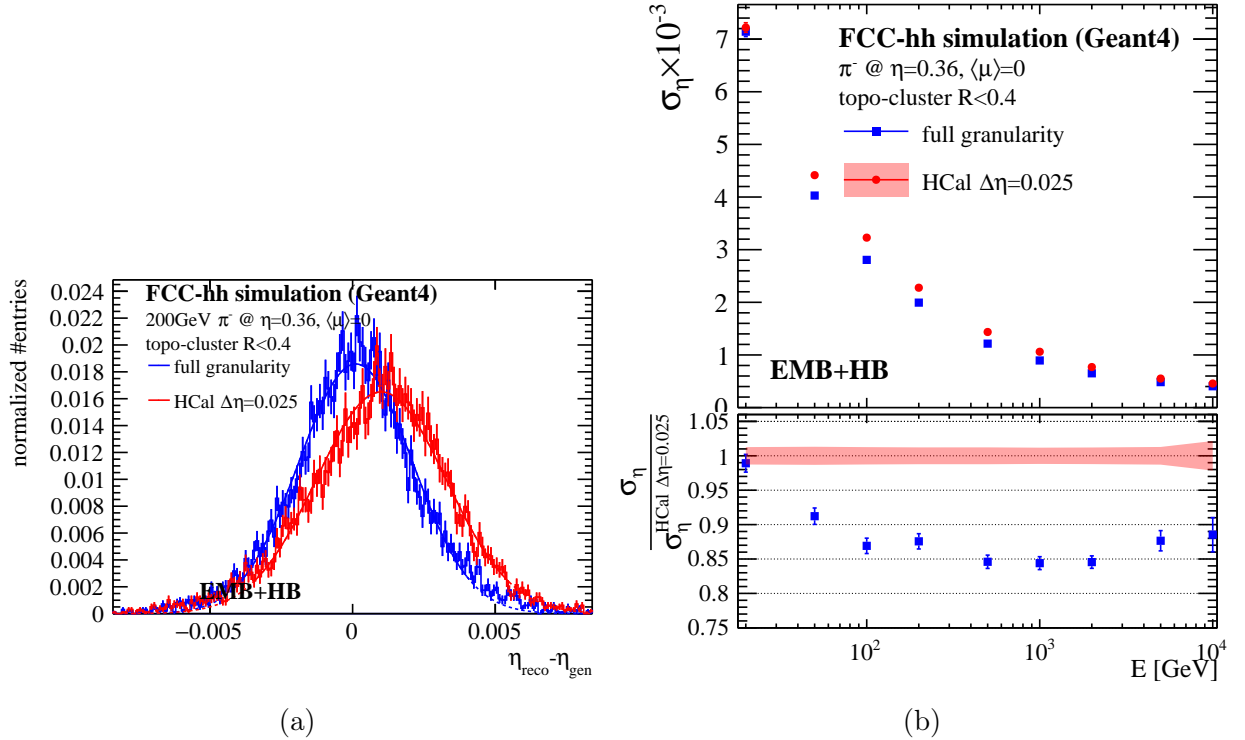 FCC-hh simulation (Geant4)
200GeV π⁻ @ η=0.36, ⟨μ⟩=0
topo-cluster R<0.4
full granularity
HCal Δη=0.025
EMB+HB
normalized #entries
0.024
0.022
0.02
0.018
0.016
0.014
0.012
0.01
0.008
0.006
0.004
0.002
0
−0.005 0 0.005
η_reco-η_gen
(a)
σ_η×10⁻³
7
6
5
4
3
2
1
0
FCC-hh simulation (Geant4)
π⁻ @ η=0.36, ⟨μ⟩=0
topo-cluster R<0.4
full granularity
HCal Δη=0.025
EMB+HB
σ_η
σ_η^HCal Δη=0.025
1.05
1
0.95
0.9
0.85
0.8
0.75
10² 10³ 10⁴
E [GeV]
(b)